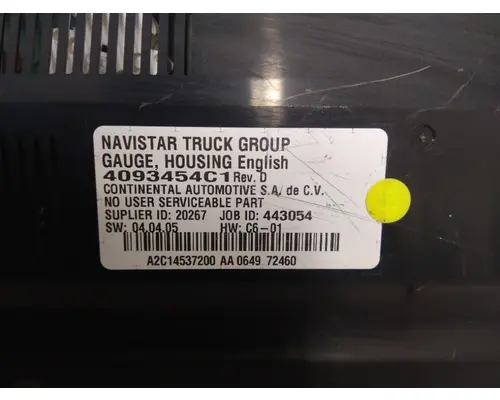 NAVISTAR TRUCK GROUP
GAUGE, HOUSING English
4093454C1 Rev. D
CONTINENTAL AUTOMOTIVE S.A. de C.V.
NO USER SERVICEABLE PART
SUPLIER ID: 20267 JOB ID: 443054
SW: 04.04.05 HW: C6-01
A2C14537200 AA 0649 72460